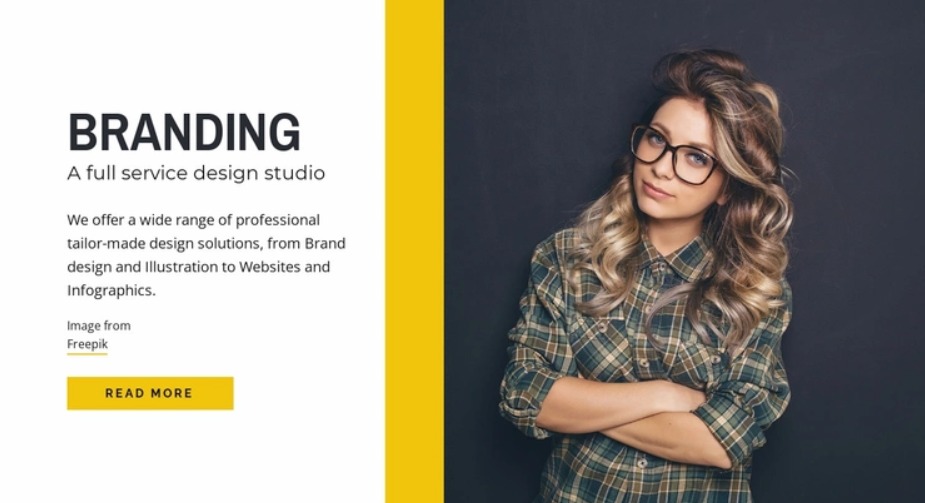 BRANDING
A full service design studio
We offer a wide range of professional
tailor-made design solutions, from Brand
design and Illustration to Websites and
Infographics.
Image from
Freepik
READ MORE